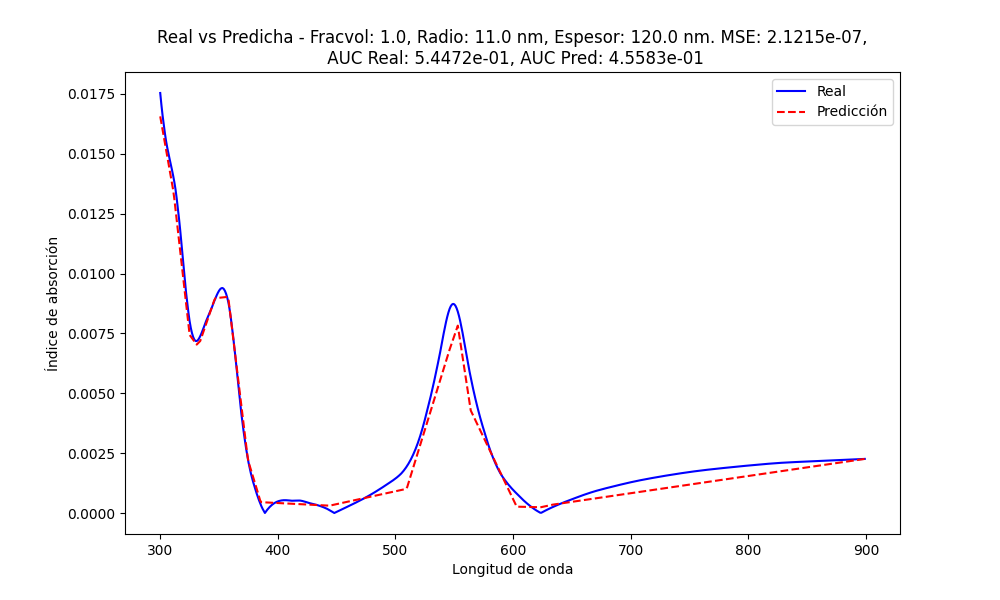 Real vs Predicha - Fracvol: 1.0, Radio: 11.0 nm, Espesor: 120.0 nm. MSE: 2.1215e-07,
AUC Real: 5.4472e-01, AUC Pred: 4.5583e-01
Real
Predicción
Índice de absorción
0.0175
0.0150
0.0125
0.0100
0.0075
0.0050
0.0025
0.0000
300
400
500
600
700
800
900
Longitud de onda